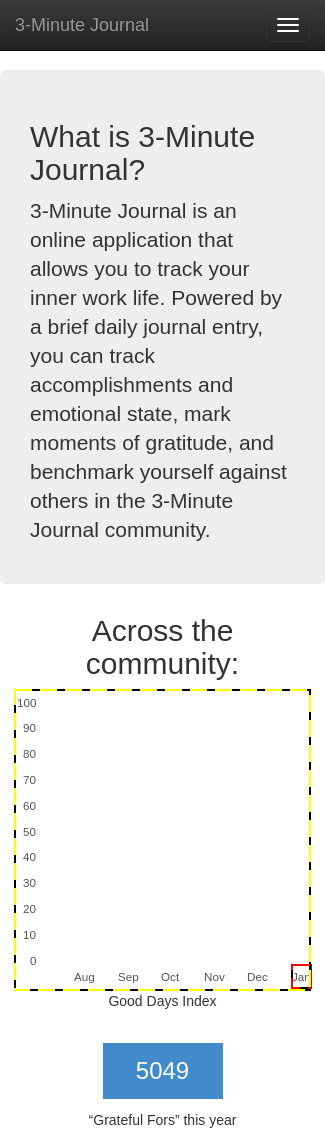 3-Minute Journal
What is 3-Minute
Journal?
3-Minute Journal is an
online application that
allows you to track your
inner work life. Powered by
a brief daily journal entry,
you can track
accomplishments and
emotional state, mark
moments of gratitude, and
benchmark yourself against
others in the 3-Minute
Journal community.
Across the
community:
100
90
80
70
60
50
40
30
20
10
0
Aug Sep Oct Nov Dec Jan
Good Days Index
5049
“Grateful Fors” this year